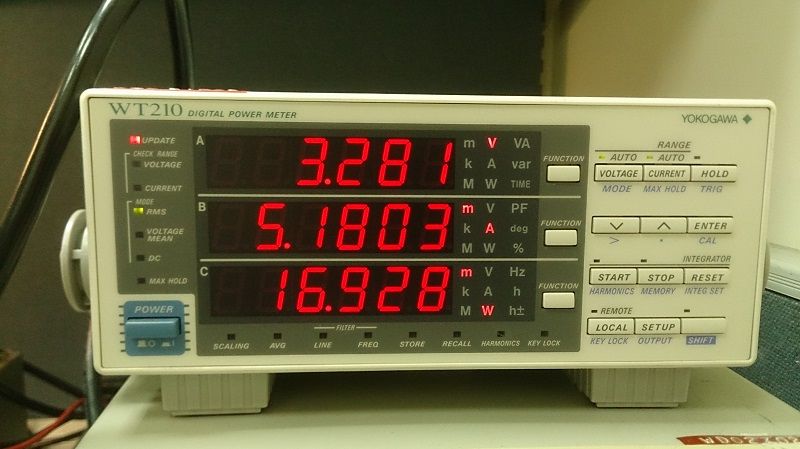 WT210 DIGITAL POWER METER
YOKOGAWA
UPDATE
CHECK RANGE
VOLTAGE
CURRENT
MODE
RMS
VOLTAGE MEAN
DC
MAX HOLD
POWER
A 3.281 m V VA
k A var
M W TIME
FUNCTION
B 5.1803 m V PF
k A deg
M W %
FUNCTION
C 16.928 m V Hz
k A h
M W h±
FUNCTION
FILTER
SCALING AVG LINE FREQ STORE RECALL HARMONICS KEY LOCK
RANGE
AUTO AUTO
VOLTAGE CURRENT HOLD
MODE MAX HOLD TRIG
ENTER
CAL
INTEGRATOR
START STOP RESET
HARMONICS MEMORY INTEG SET
REMOTE
LOCAL SETUP
KEY LOCK OUTPUT SHIFT